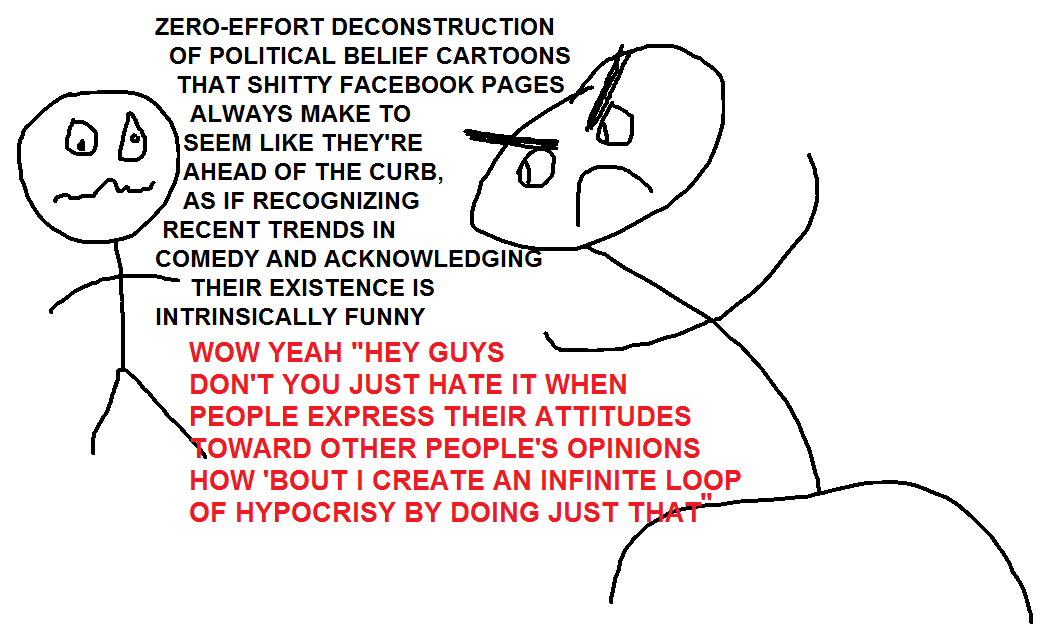 ZERO-EFFORT DECONSTRUCTION
OF POLITICAL BELIEF CARTOONS
THAT SHITTY FACEBOOK PAGES
ALWAYS MAKE TO
SEEM LIKE THEY'RE
AHEAD OF THE CURB,
AS IF RECOGNIZING
RECENT TRENDS IN
COMEDY AND ACKNOWLEDGING
THEIR EXISTENCE IS
INTRINSICALLY FUNNY
WOW YEAH "HEY GUYS
DON'T YOU JUST HATE IT WHEN
PEOPLE EXPRESS THEIR ATTITUDES
TOWARD OTHER PEOPLE'S OPINIONS
HOW 'BOUT I CREATE AN INFINITE LOOP
OF HYPOCRISY BY DOING JUST THAT"